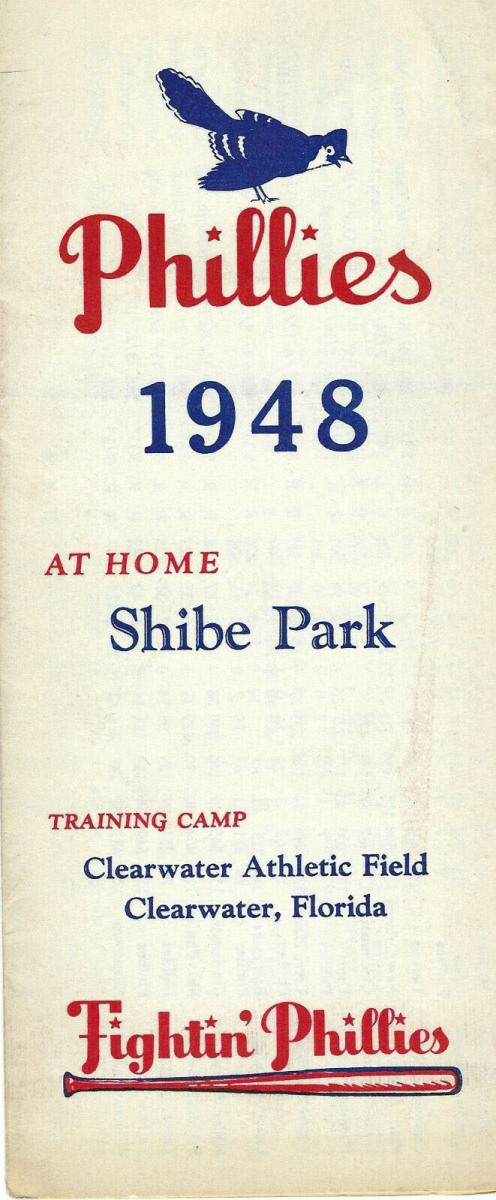 Phillies
1948
AT HOME
Shibe Park
TRAINING CAMP
Clearwater Athletic Field
Clearwater, Florida
Fightin' Phillies